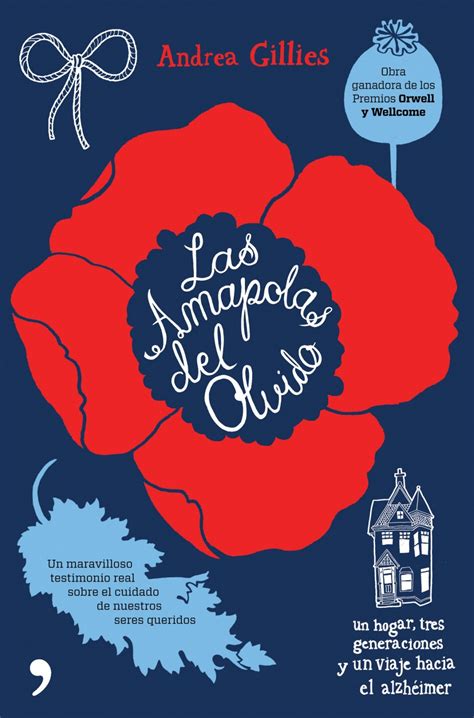 Andrea Gillies
Obra
ganadora de los
Premios Orwell
y Wellcome
Las
Amapolas
del
Olvido
Un maravilloso
testimonio real
sobre el cuidado
de nuestros
seres queridos
un hogar, tres
generaciones
y un viaje hacia
el alzhéimer